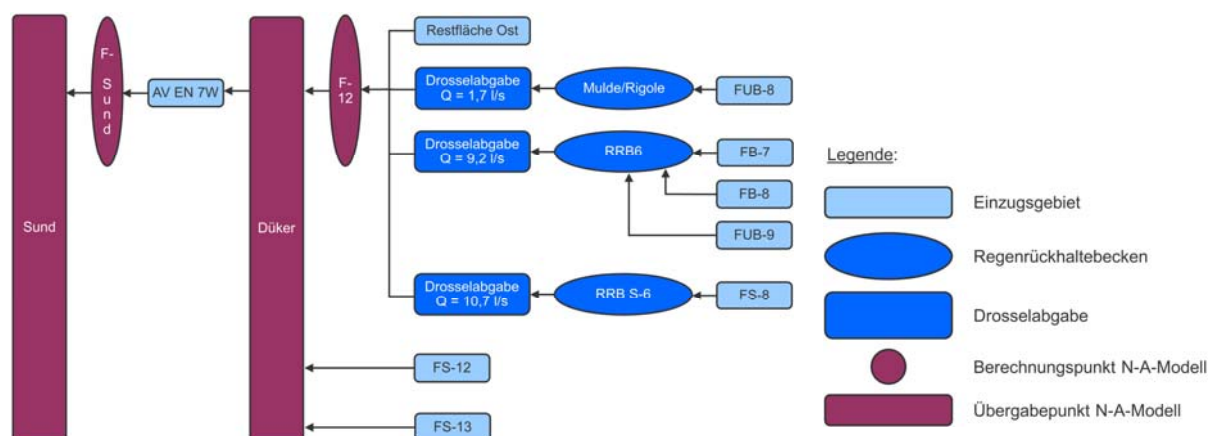 Sund
F-
S
u
n
d
AV EN 7W
Düker
F-
12
Restfläche Ost
Drosselabgabe
Q = 1,7 l/s
Mulde/Rigole
FUB-8
Drosselabgabe
Q = 9,2 l/s
RRB6
FB-7
FB-8
FUB-9
Drosselabgabe
Q = 10,7 l/s
RRB S-6
FS-8
FS-12
FS-13
Legende:
Einzugsgebiet
Regenrückhaltebecken
Drosselabgabe
Berechnungspunkt N-A-Modell
Übergabepunkt N-A-Modell